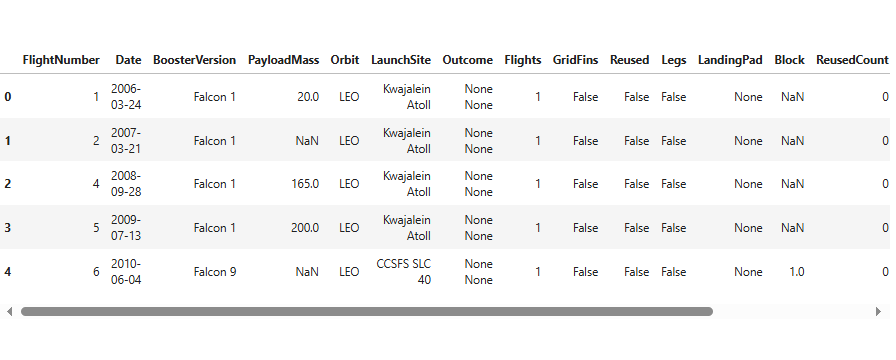 FlightNumber Date BoosterVersion PayloadMass Orbit LaunchSite Outcome Flights GridFins Reused Legs LandingPad Block ReusedCount
0 1 2006-03-24 Falcon 1 20.0 LEO Kwajalein Atoll None None 1 False False False None NaN 0
1 2 2007-03-21 Falcon 1 NaN LEO Kwajalein Atoll None None 1 False False False None NaN 0
2 4 2008-09-28 Falcon 1 165.0 LEO Kwajalein Atoll None None 1 False False False None NaN 0
3 5 2009-07-13 Falcon 1 200.0 LEO Kwajalein Atoll None None 1 False False False None NaN 0
4 6 2010-06-04 Falcon 9 NaN LEO CCSFS SLC 40 None None 1 False False False None 1.0 0